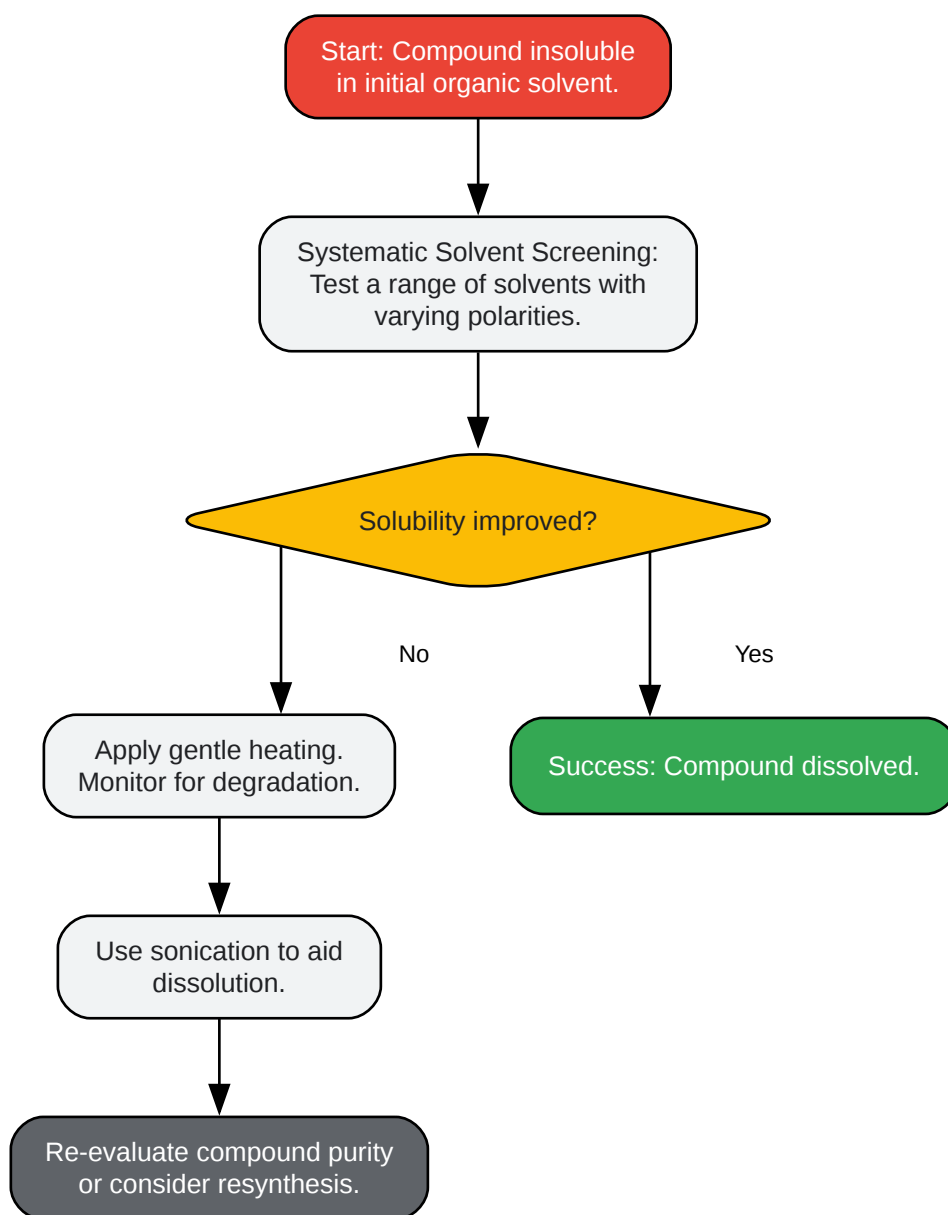 Start: Compound insoluble
in initial organic solvent.
Systematic Solvent Screening:
Test a range of solvents with
varying polarities.
Solubility improved?
No
Yes
Apply gentle heating.
Monitor for degradation.
Success: Compound dissolved.
Use sonication to aid
dissolution.
Re-evaluate compound purity
or consider resynthesis.